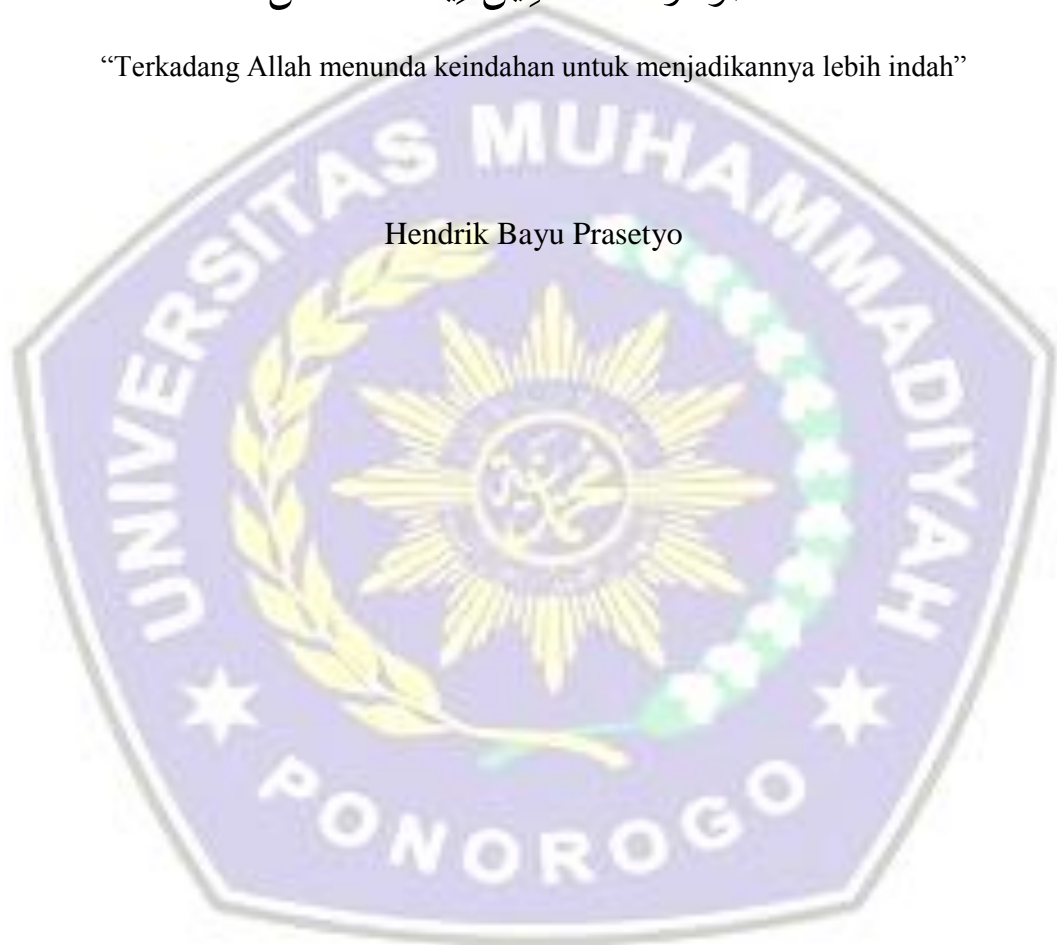 “Terkadang Allah menunda keindahan untuk menjadikannya lebih indah”
Hendrik Bayu Prasetyo
UNIVERSITAS MUHAMMADIYAH
PONOROGO